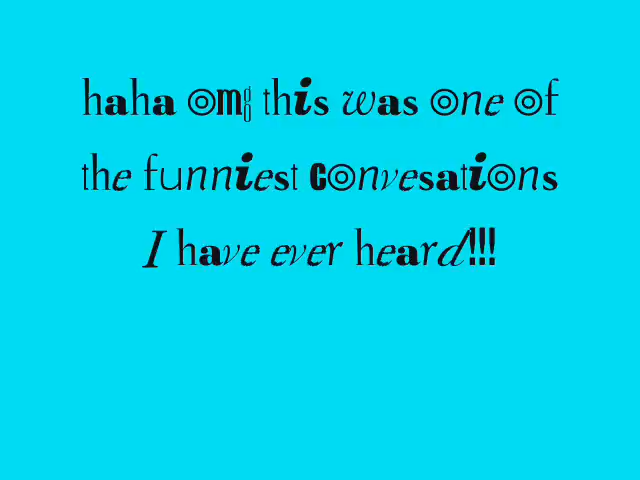 haha omg this was one of
the funniest convesations
I have ever heard!!!